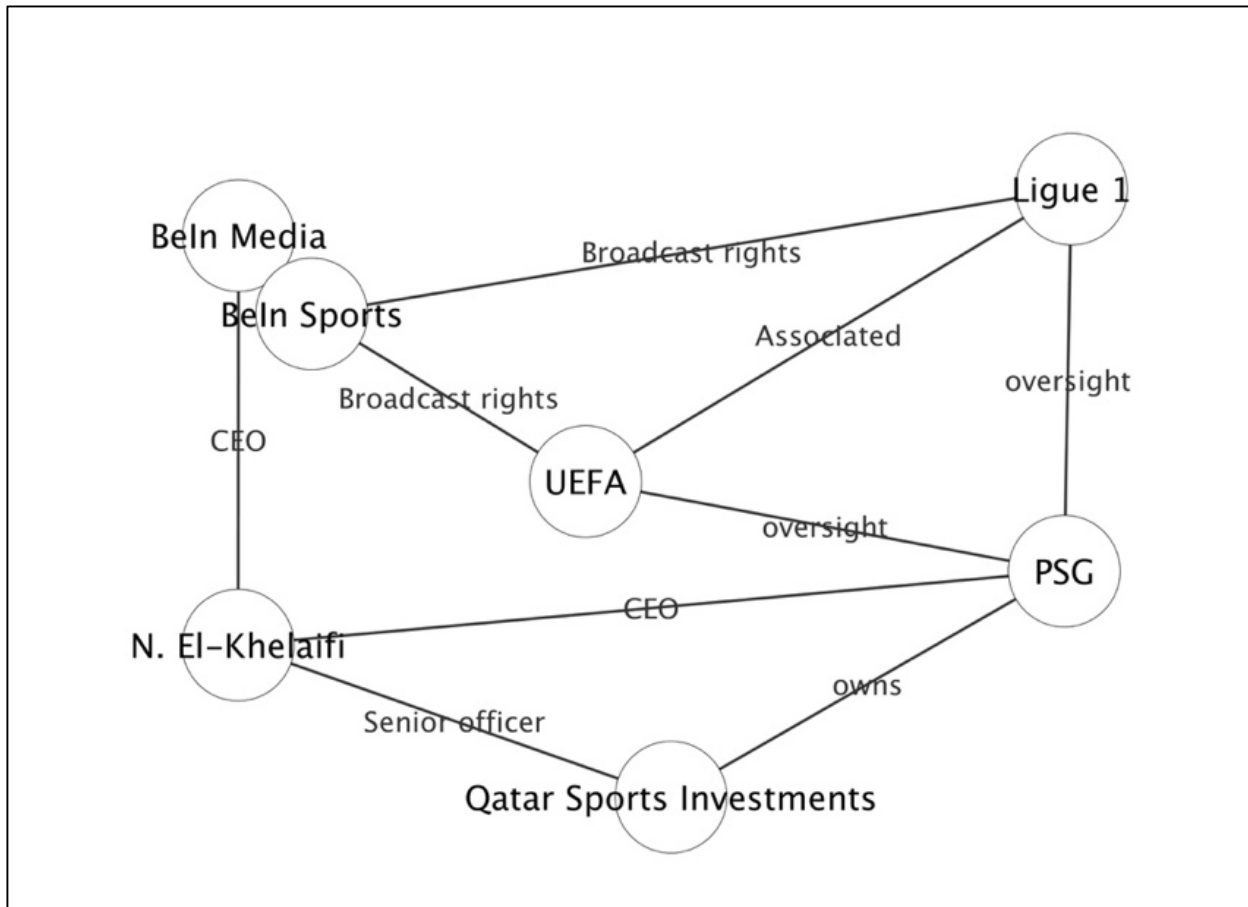 Ligue 1
BeIn Media
Broadcast rights
BeIn Sports
Associated
oversight
Broadcast rights
CEO
UEFA
oversight
PSG
CEO
N. El-Khelaifi
owns
Senior officer
Qatar Sports Investments